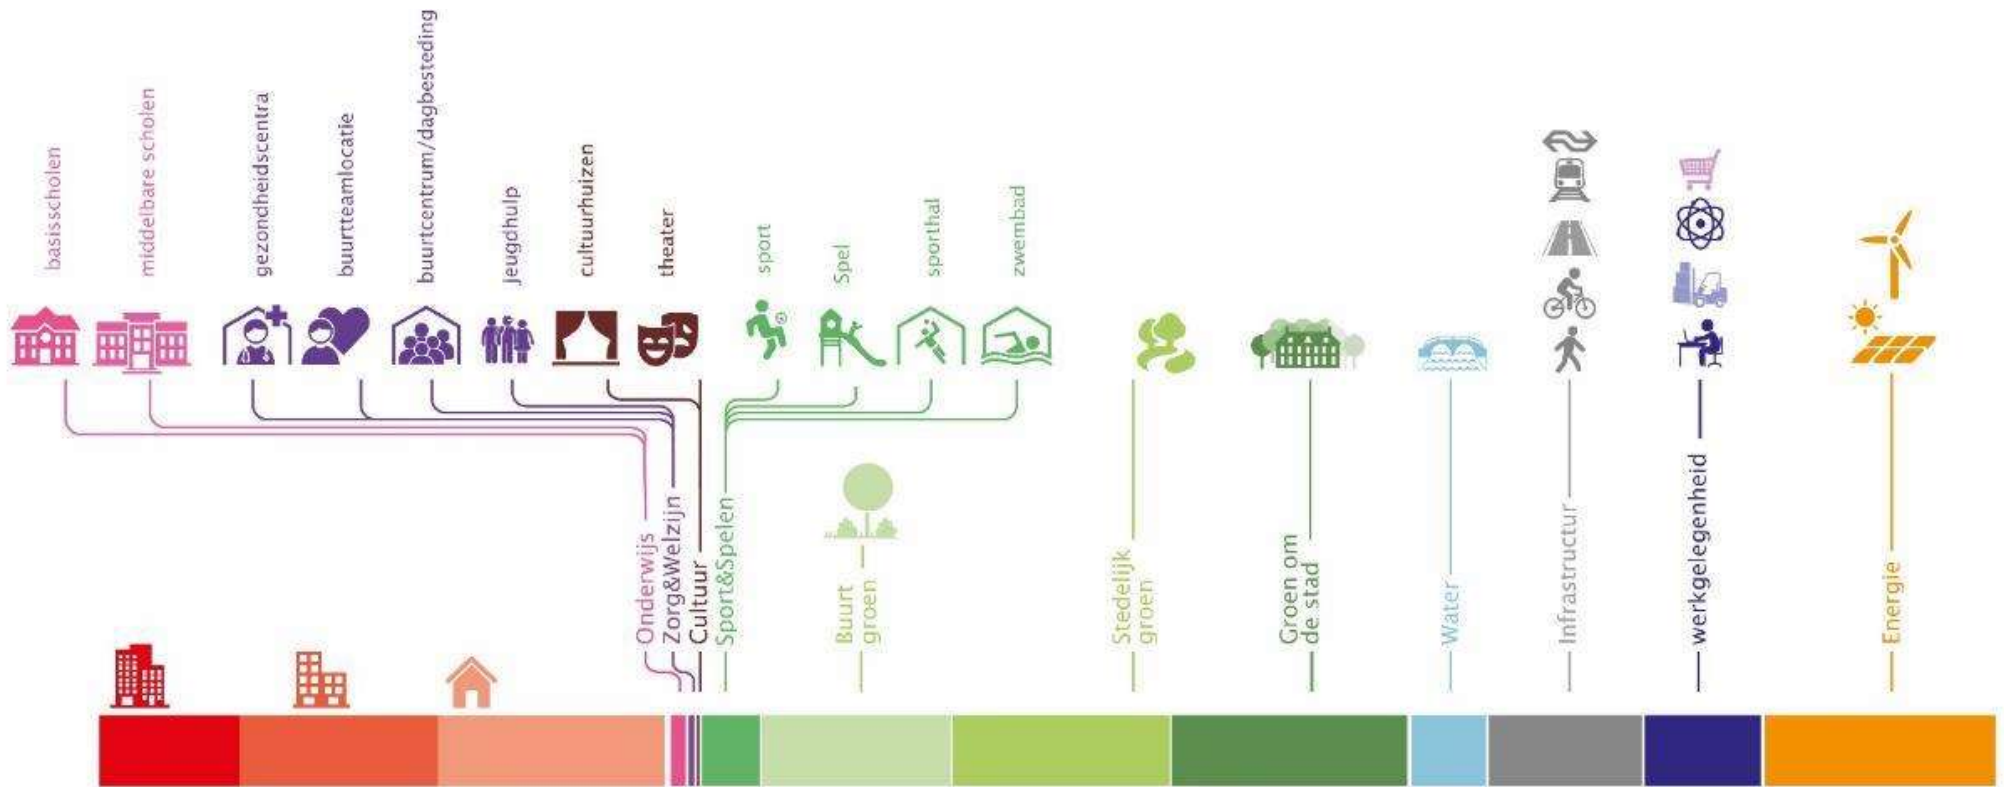 basisscholen
middelbare scholen
gezondheidscentra
buurtteamlocatie
buurtcentrum/dagbesteding
jeugdhulp
cultuurhuizen
theater
sport
Spel
sporthal
zwembad
Onderwijs
Zorg&Welzijn
Cultuur
Sport&Spelen
Buurt
groen
Stedelijk
groen
Groen om
de stad
Water
Infrastructuur
werkgelegenheid
Energie